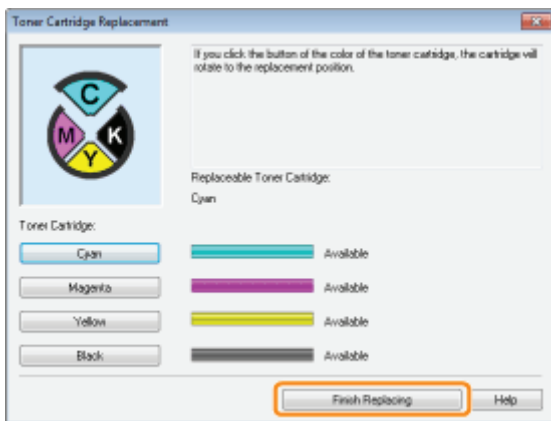 Toner Cartridge Replacement
If you click the button of the color of the toner cartridge, the cartridge will
rotate to the replacement position.
C
M
K
Y
Replaceable Toner Cartridge:
Cyan
Toner Cartridge:
Cyan
Available
Magenta
Available
Yellow
Available
Black
Available
Finish Replacing
Help